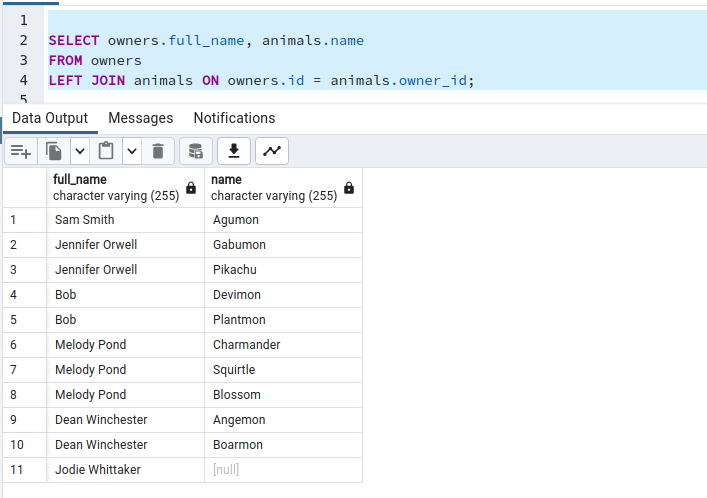 1
2 SELECT owners.full_name, animals.name
3 FROM owners
4 LEFT JOIN animals ON owners.id = animals.owner_id;
5
Data Output Messages Notifications
full_name name
character varying (255) character varying (255)
1 Sam Smith Agumon
2 Jennifer Orwell Gabumon
3 Jennifer Orwell Pikachu
4 Bob Devimon
5 Bob Plantmon
6 Melody Pond Charmander
7 Melody Pond Squirtle
8 Melody Pond Blossom
9 Dean Winchester Angemon
10 Dean Winchester Boarmon
11 Jodie Whittaker [null]